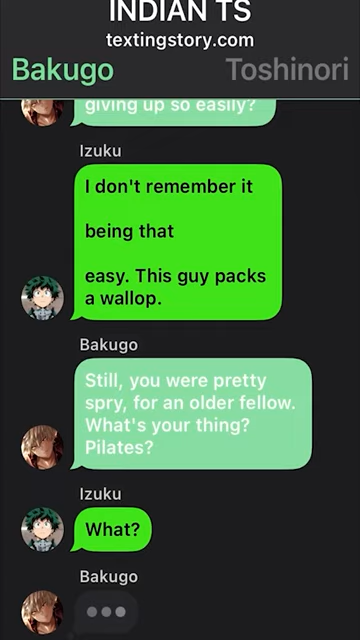 INDIAN TS
textingstory.com
Bakugo Toshinori
giving up so easily?
Izuku
I don't remember it
being that
easy. This guy packs
a wallop.
Bakugo
Still, you were pretty
spry, for an older fellow.
What's your thing?
Pilates?
Izuku
What?
Bakugo